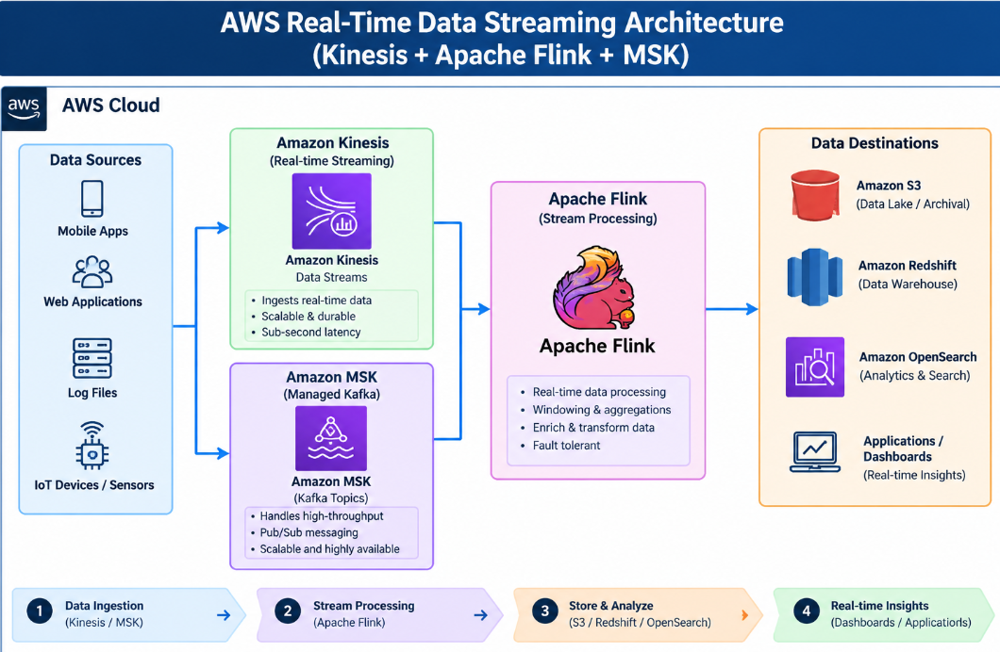 AWS Real-Time Data Streaming Architecture
(Kinesis + Apache Flink + MSK)
aws
AWS Cloud
Data Sources
Mobile Apps
Web Applications
Log Files
IoT Devices / Sensors
Amazon Kinesis
(Real-time Streaming)
Amazon Kinesis
Data Streams
• Ingests real-time data
• Scalable & durable
• Sub-second latency
Amazon MSK
(Managed Kafka)
Amazon MSK
(Kafka Topics)
• Handles high-throughput
• Pub/Sub messaging
• Scalable and highly available
Apache Flink
(Stream Processing)
Apache Flink
• Real-time data processing
• Windowing & aggregations
• Enrich & transform data
• Fault tolerant
Data Destinations
Amazon S3
(Data Lake / Archival)
Amazon Redshift
(Data Warehouse)
Amazon OpenSearch
(Analytics & Search)
Applications /
Dashboards
(Real-time Insights)
1 Data Ingestion
(Kinesis / MSK)
2 Stream Processing
(Apache Flink)
3 Store & Analyze
(S3 / Redshift / OpenSearch)
4 Real-time Insights
(Dashboards / Applications)